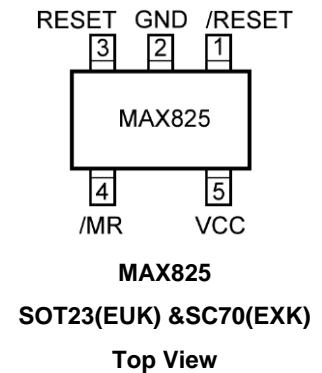 RESET GND /RESET
3 2 1
MAX825
4 5
/MR VCC
MAX825
SOT23(EUK) &SC70(EXK)
Top View